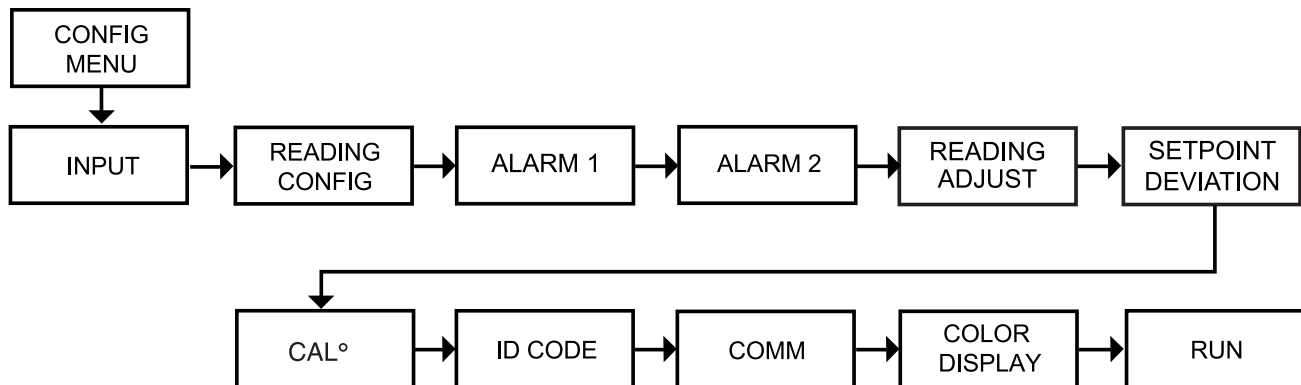 CONFIG
MENU
INPUT
READING
CONFIG
ALARM 1
ALARM 2
READING
ADJUST
SETPOINT
DEVIATION
CAL°
ID CODE
COMM
COLOR
DISPLAY
RUN